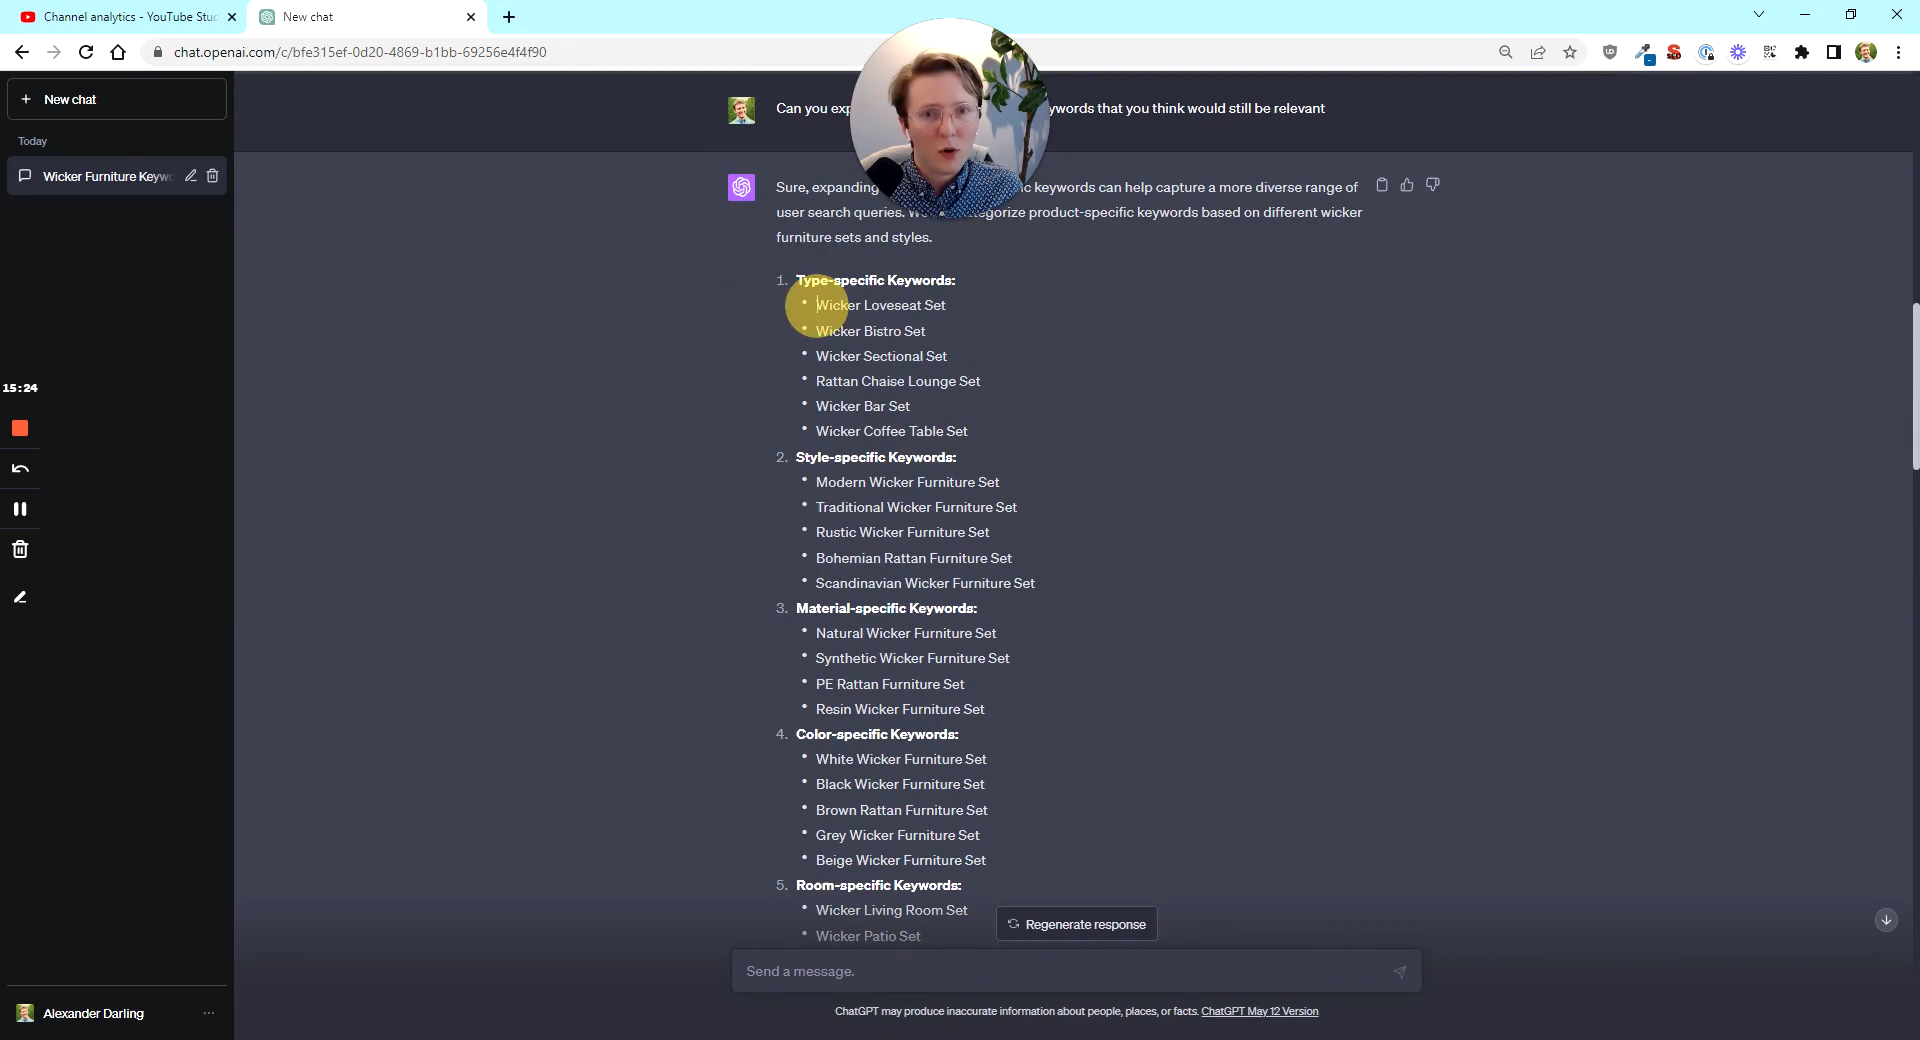 Channel analytics - YouTube Stu
New chat
chat.openai.com/c/bfe315ef-0d20-4869-b1bb-69256e4f4f90
New chat
Today
Wicker Furniture Keyw
15:24
Alexander Darling
Can you exp ywords that you think would still be relevant
Sure, expanding ic keywords can help capture a more diverse range of
user search queries. W tegorize product-specific keywords based on different wicker
furniture sets and styles.
1. Type-specific Keywords:
• Wicker Loveseat Set
• Wicker Bistro Set
• Wicker Sectional Set
• Rattan Chaise Lounge Set
• Wicker Bar Set
• Wicker Coffee Table Set
2. Style-specific Keywords:
• Modern Wicker Furniture Set
• Traditional Wicker Furniture Set
• Rustic Wicker Furniture Set
• Bohemian Rattan Furniture Set
• Scandinavian Wicker Furniture Set
3. Material-specific Keywords:
• Natural Wicker Furniture Set
• Synthetic Wicker Furniture Set
• PE Rattan Furniture Set
• Resin Wicker Furniture Set
4. Color-specific Keywords:
• White Wicker Furniture Set
• Black Wicker Furniture Set
• Brown Rattan Furniture Set
• Grey Wicker Furniture Set
• Beige Wicker Furniture Set
5. Room-specific Keywords:
• Wicker Living Room Set
• Wicker Patio Set
Regenerate response
Send a message.
ChatGPT may produce inaccurate information about people, places, or facts. ChatGPT May 12 Version